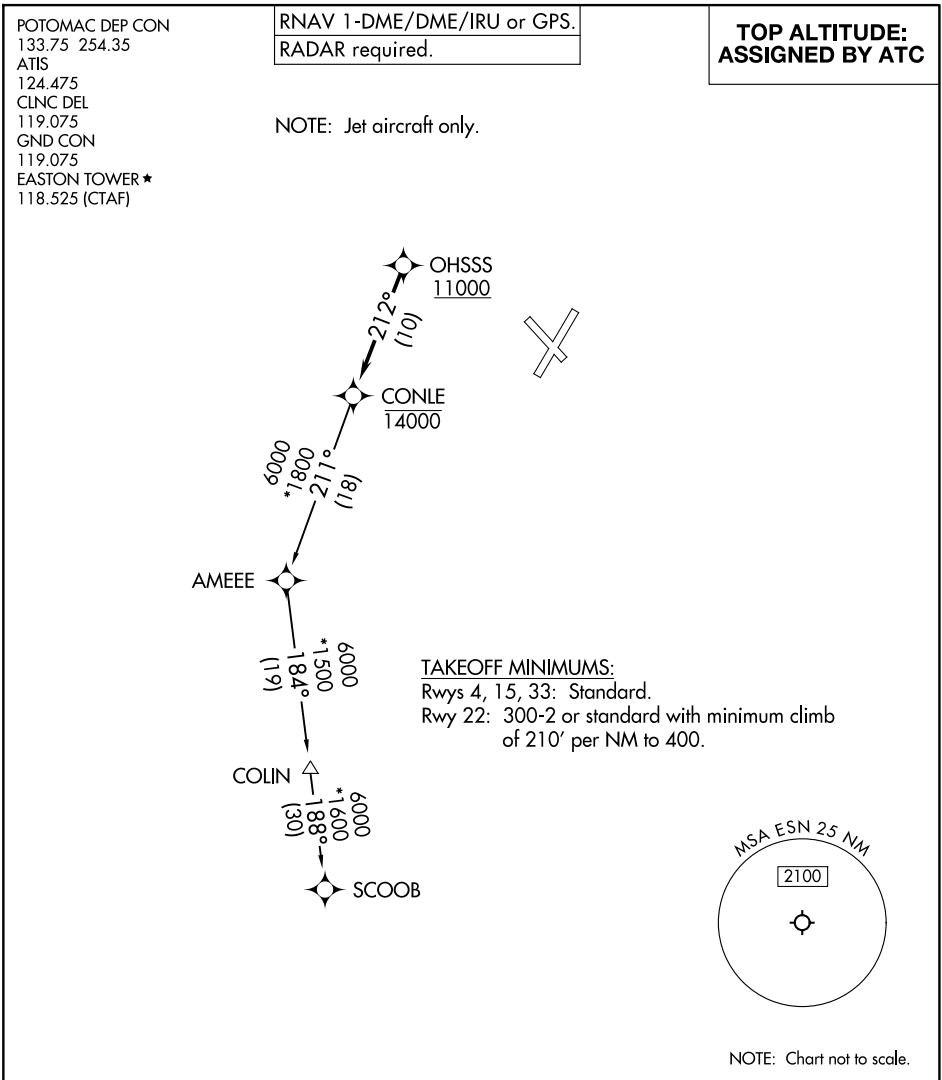 POTOMAC DEP CON
133.75 254.35
ATIS
124.475
CLNC DEL
119.075
GND CON
119.075
EASTON TOWER★
118.525 (CTAF)
RNAV 1-DME/DME/IRU or GPS.
RADAR required.
NOTE: Jet aircraft only.
TOP ALTITUDE:
ASSIGNED BY ATC
OHSSS
11000
212°
(10)
CONLE
14000
6000
*1800
211°
(18)
AMEEE
6000
*1500
184°
(19)
TAKEOFF MINIMUMS:
Rwys 4, 15, 33: Standard.
Rwy 22: 300-2 or standard with minimum climb
of 210' per NM to 400.
COLIN
6000
*1600
188°
(30)
SCOOB
MSA ESN 25 NM
2100
NOTE: Chart not to scale.